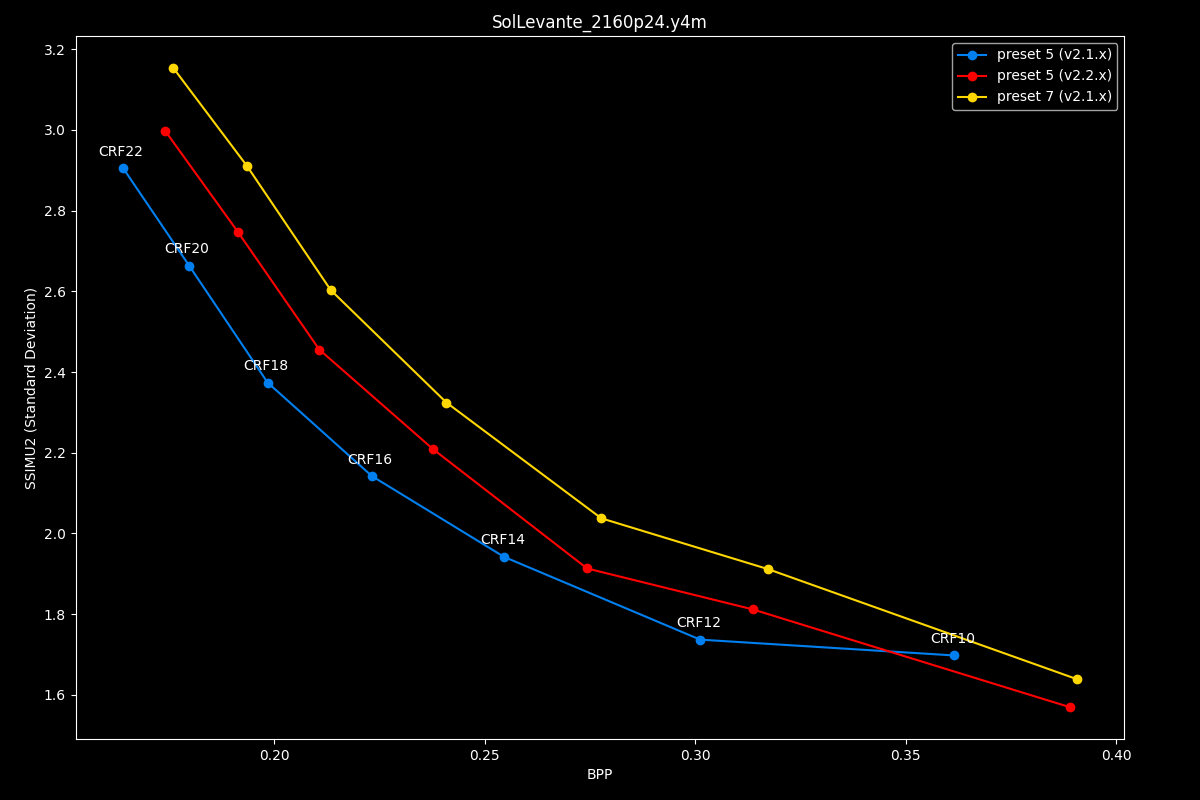 SolLevante_2160p24.y4m
preset 5 (v2.1.x)
preset 5 (v2.2.x)
preset 7 (v2.1.x)
3.2
3.0
2.8
2.6
2.4
2.2
2.0
1.8
1.6
SSIMU2 (Standard Deviation)
CRF22
CRF20
CRF18
CRF16
CRF14
CRF12
CRF10
0.20
0.25
0.30
0.35
0.40
BPP